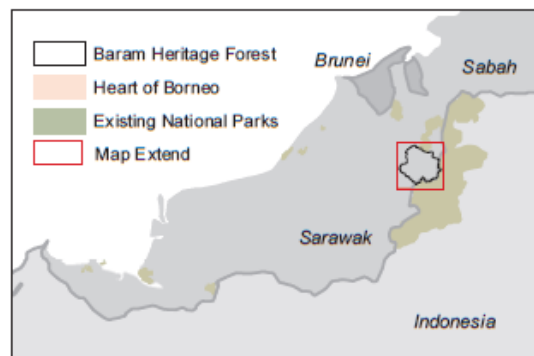 Baram Heritage Forest
Heart of Borneo
Existing National Parks
Map Extend
Brunei
Sabah
Sarawak
Indonesia